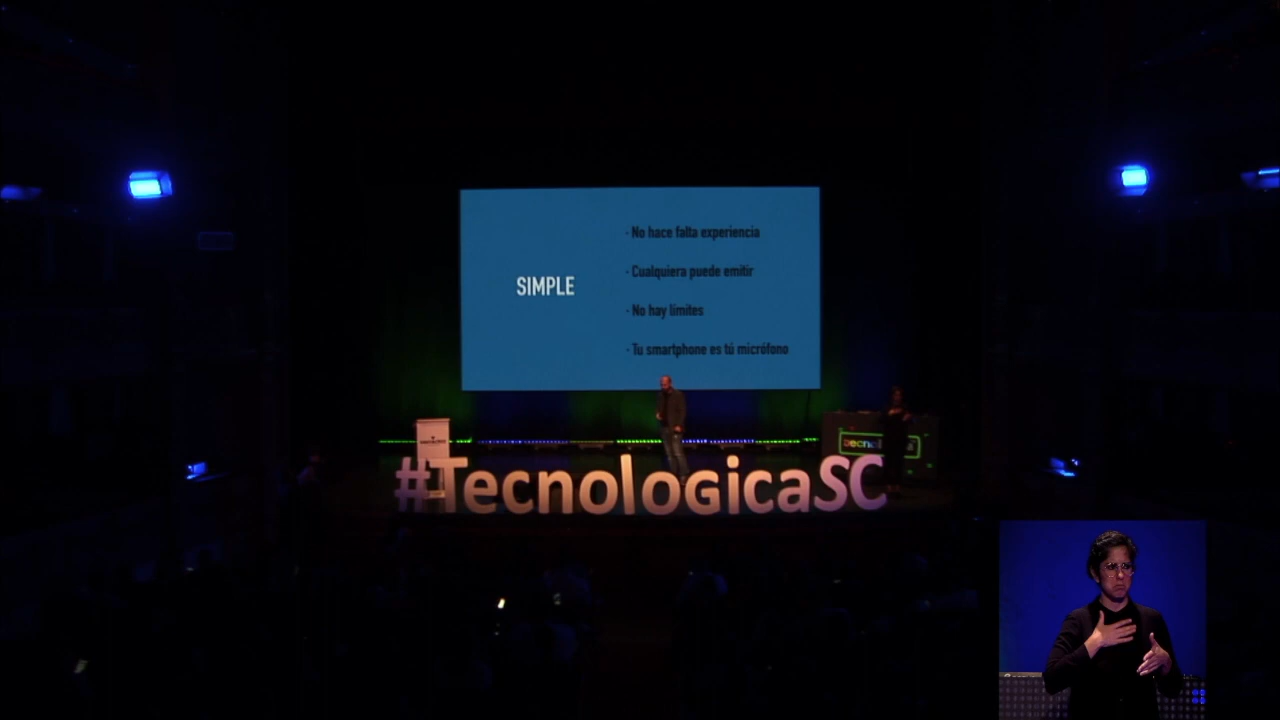 SIMPLE
· No hace falta experiencia
· Cualquiera puede emitir
· No hay límites
· Tu smartphone es tú micrófono
#TecnologicaSC